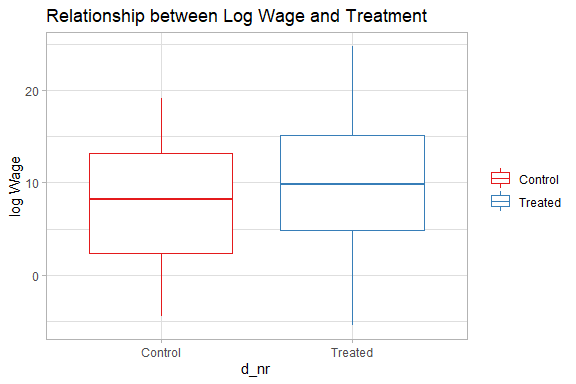 Relationship between Log Wage and Treatment
log Wage
20
10
0
Control
Treated
d_nr
Control
Treated